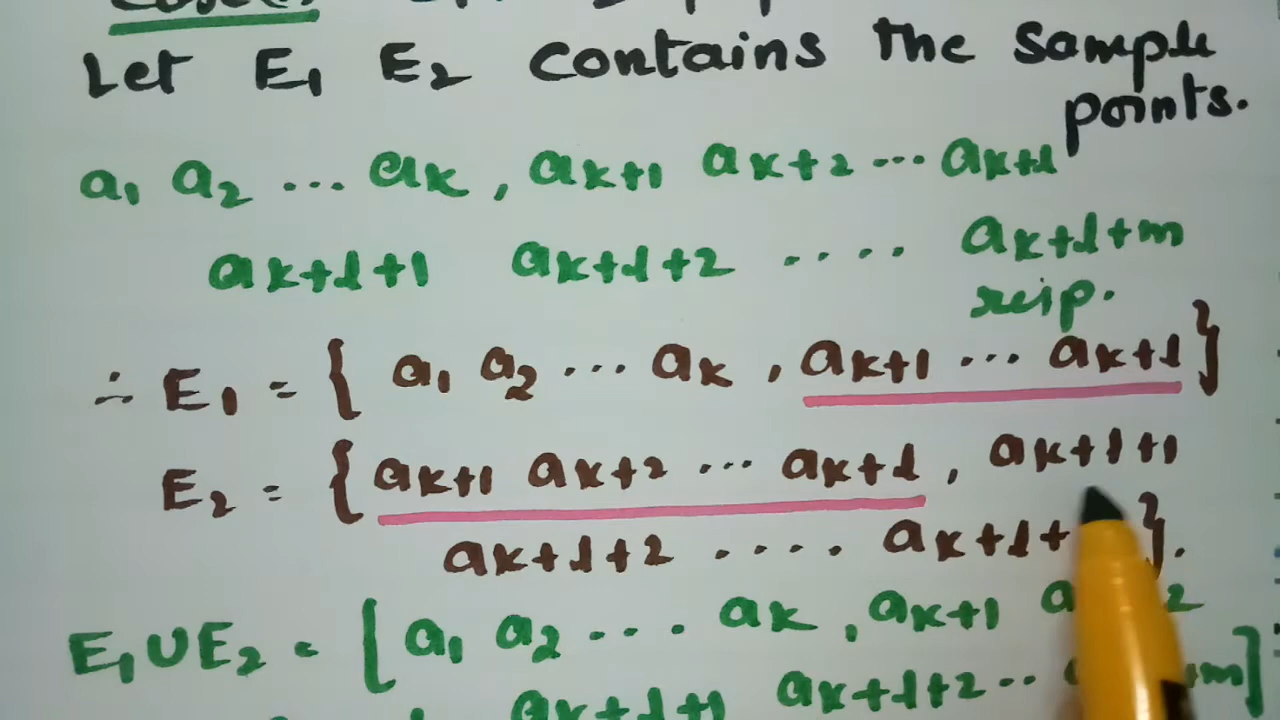 Let E₁ E₂ contains the sample
points.
a₁ a₂ ... aₖ , aₖ₊₁ aₖ₊₂ ... aₖ₊ₗ
aₖ₊ₗ₊₁ aₖ₊ₗ₊₂ .... aₖ₊ₗ₊ₘ
resp.
∴ E₁ = { a₁ a₂ ... aₖ , aₖ₊₁ ... aₖ₊ₗ }
E₂ = { aₖ₊₁ aₖ₊₂ ... aₖ₊ₗ , aₖ₊ₗ₊₁
aₖ₊ₗ₊₂ .... aₖ₊ₗ₊ }.
E₁UE₂ = [ a₁ a₂ .... aₖ , aₖ₊₁
aₖ₊ₗ₊₁ aₖ₊ₗ₊₂ .. ₊ₘ ]